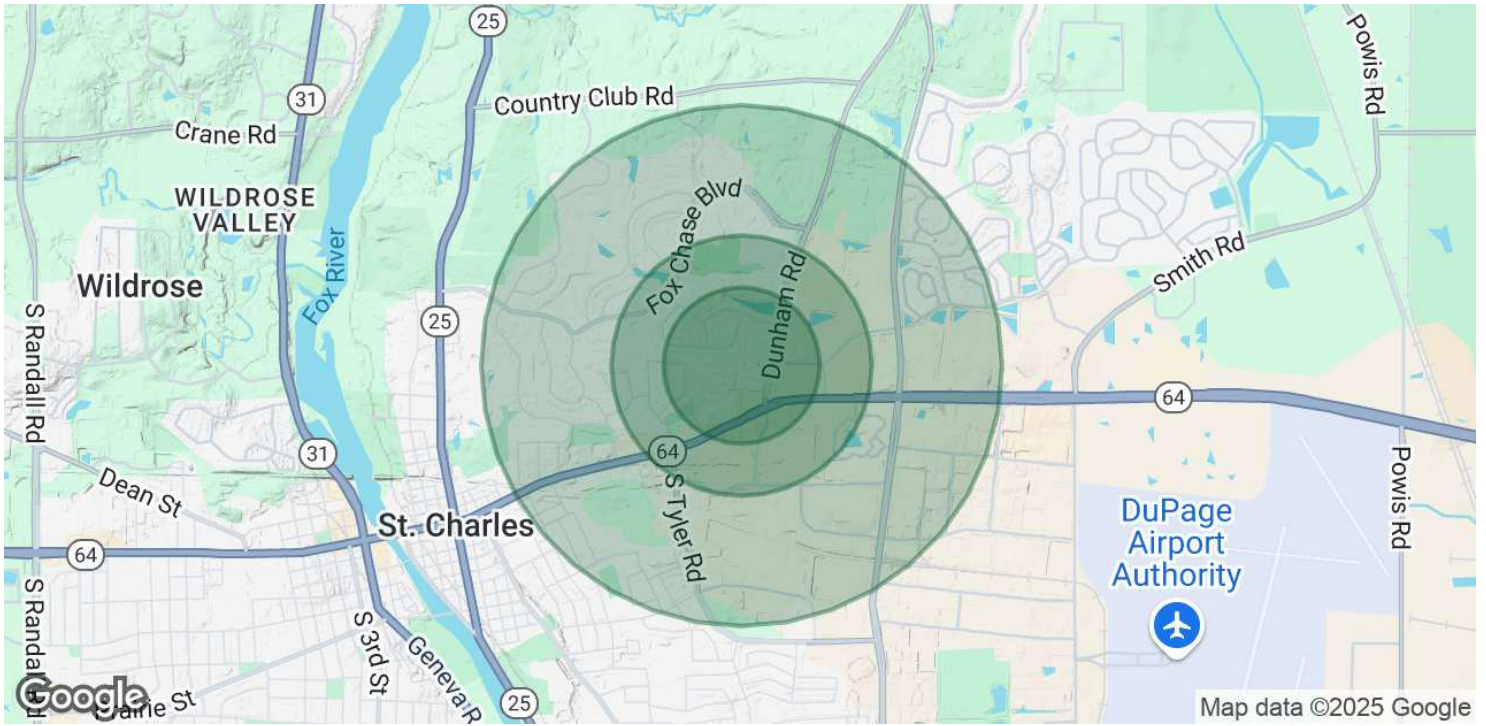 25
Powis Rd
31
Country Club Rd
Crane Rd
WILDROSE
VALLEY
Fox Chase Blvd
Smith Rd
Wildrose
Fox River
Dunham Rd
S Randall Rd
25
64
31
64
Powis Rd
Dean St
S Tyler Rd
St. Charles
DuPage
Airport
Authority
64
S Randall Rd
S 3rd St
Geneva R
Google
Prairie St
25
Map data ©2025 Google